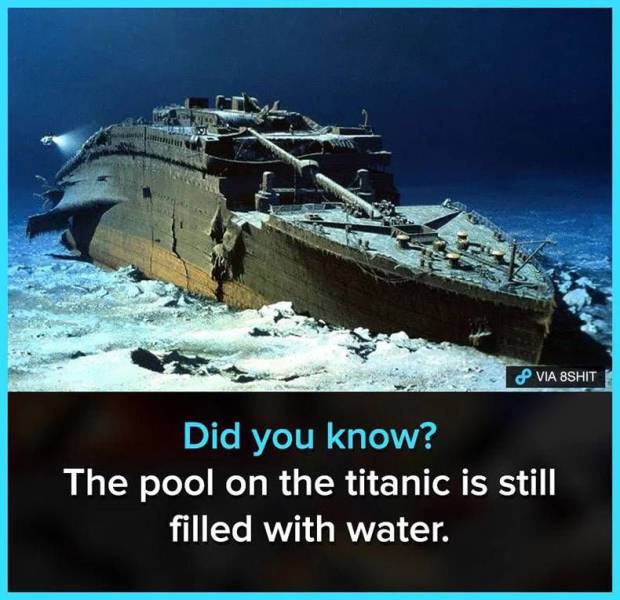 VIA 8SHIT
Did you know?
The pool on the titanic is still
filled with water.